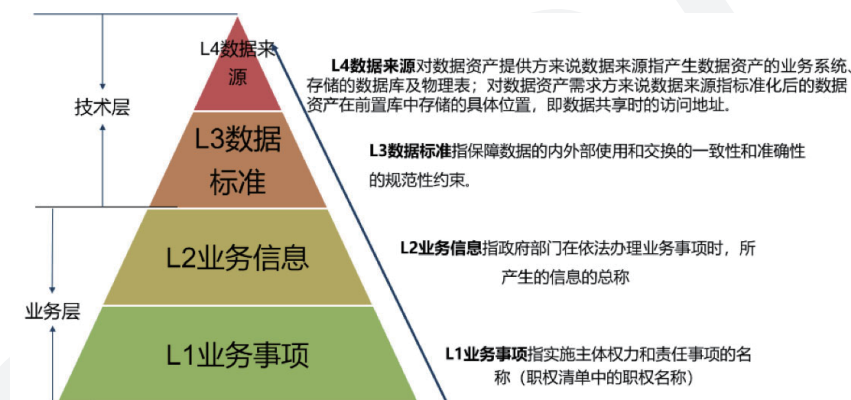 L4数据来
源
L4数据来源对数据资产提供方来说数据来源指产生数据资产的业务系统、
存储的数据库及物理表；对数据资产需求方来说数据来源指标准化后的数据
资产在前置库中存储的具体位置，即数据共享时的访问地址。
技术层
L3数据
标准
L3数据标准指保障数据的内外部使用和交换的一致性和准确性
的规范性约束。
L2业务信息
L2业务信息指政府部门在依法办理业务事项时，所
产生的信息的总称
业务层
L1业务事项
L1业务事项指实施主体权力和责任事项的名
称（职权清单中的职权名称）